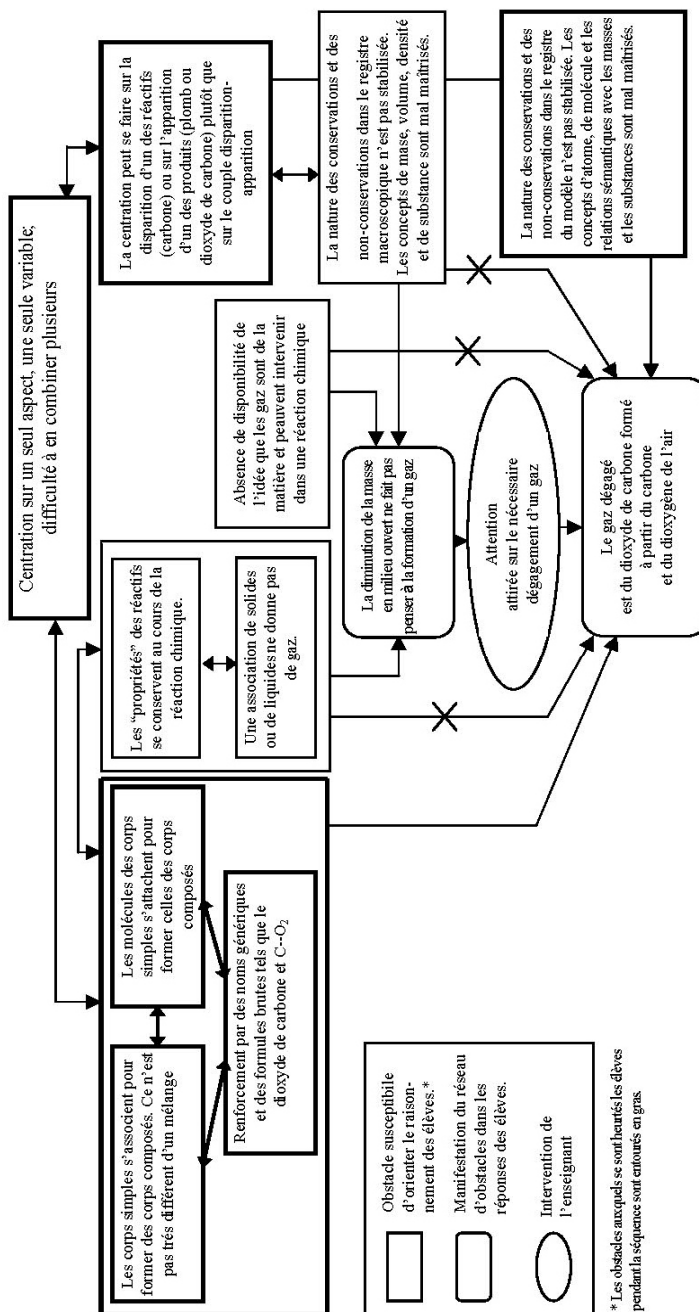 Centration sur un seul aspect, une seule variable;
difficulté à en combiner plusieurs
Les corps simples s'associent pour
former des corps composés. Ce n'est
pas trés différent d'un mélange
Les molécules des corps
simples s'attachent pour
former celles des corps
composés
Renforcement par des noms génériques
et des formules brutes tels que le
dioxyde de carbone et C--O₂
Les "propriétés" des réactifs
se conservent au cours de la
réaction chimique.
Une association de solides
ou de liquides ne donne pas
de gaz.
Absence de disponibilité de
l'idée que les gaz sont de la
matière et peauvent intervenir
dans une réaction chimique
La centration peut se faire sur la
disparition d'un des réactifs
(carbone) ou sur l'apparition
d'un des produits (plomb ou
dioxyde de carbone) plutôt que
sur le couple disparition-
apparition
La nature des conservations et des
non-conservations dans le registre
macroscopique n'est pas stabilisée.
Les concepts de mase, volume, densité
et de substance sont mal maîtrisés.
La nature des conservations et des
non-conservations dans le registre
du modèle n'est pas stabilisée. Les
concepts d'atome, de molécule et les
relations sémantiques avec les masses
et les substances sont mal maîtrisés.
La diminution de la masse
en milieu ouvert ne fait pas
penser à la formation d'un gaz
Attention
attirée sur le nécessaire
dégagement d'un gaz
Le gaz dégagé
est du dioxyde de carbone formé
à partir du carbone
et du dioxygène de l'air
Obstacle susceptibile
d'orienter le raison-
nement des élèves.*
Manifestation du réseau
d'obstacles dans les
réponses des élèves.
Intervention de
l'enseignant
* Les obstacles auxquels se sont heurtés les élèves
pendant la séquence sont entourés en gras.